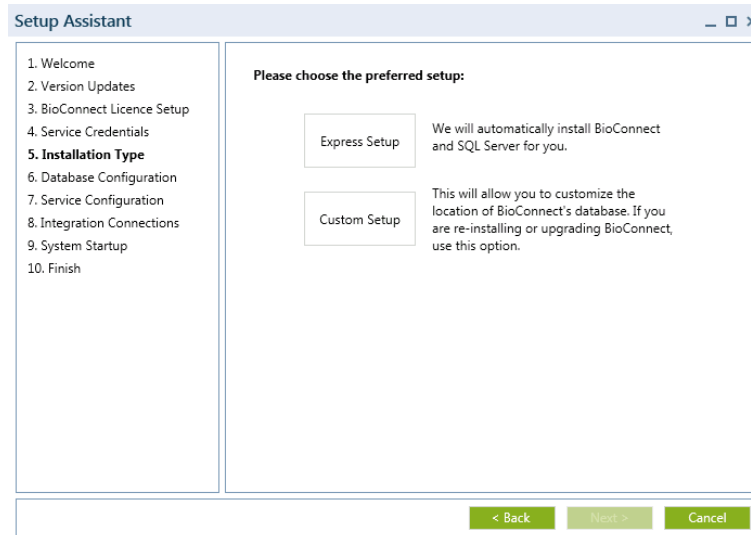 Setup Assistant
1. Welcome
2. Version Updates
3. BioConnect Licence Setup
4. Service Credentials
5. Installation Type
6. Database Configuration
7. Service Configuration
8. Integration Connections
9. System Startup
10. Finish
Please choose the preferred setup:
Express Setup
We will automatically install BioConnect
and SQL Server for you.
Custom Setup
This will allow you to customize the
location of BioConnect's database. If you
are re-installing or upgrading BioConnect,
use this option.
< Back
Next >
Cancel